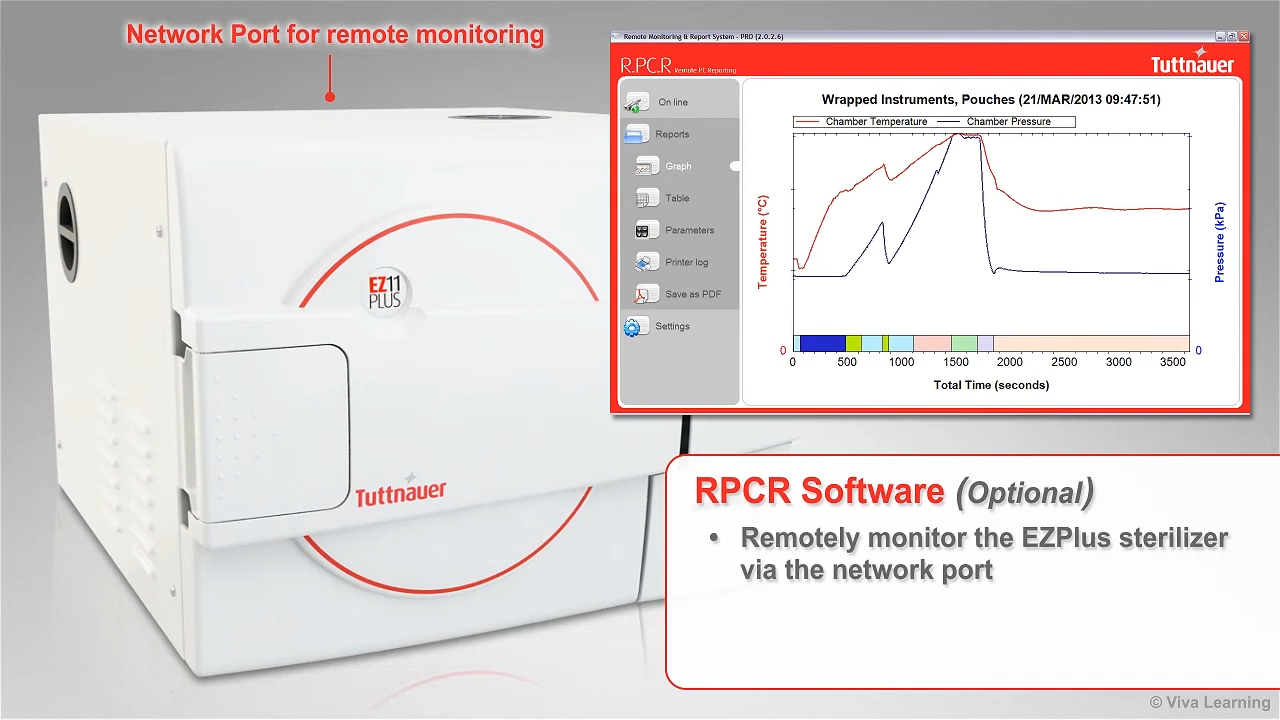 Network Port for remote monitoring
Remote Monitoring & Report System - PRO (2.0.2.6)
R.P.C.R Remote PC Reporting
Tuttnauer
On line
Reports
Graph
Table
Parameters
Printer log
Save as PDF
Settings
Wrapped Instruments, Pouches (21/MAR/2013 09:47:51)
Chamber Temperature
Chamber Pressure
Temperature (°C)
Pressure (kPa)
0
0
0 500 1000 1500 2000 2500 3000 3500
Total Time (seconds)
EZ11
PLUS
Tuttnauer
RPCR Software (Optional)
• Remotely monitor the EZPlus sterilizer
via the network port
© Viva Learning